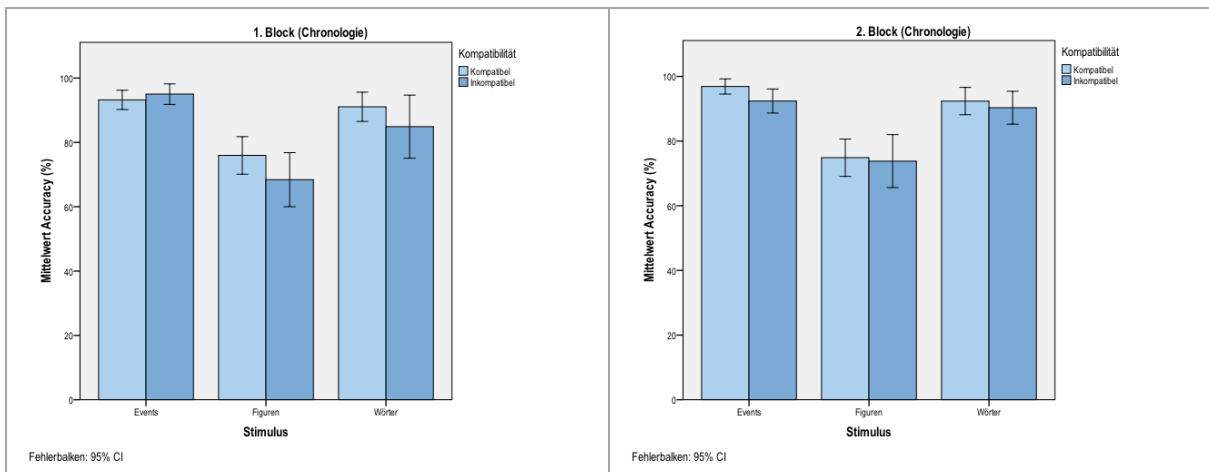 1. Block (Chronologie)
Kompatibilität
Kompatibel
Inkompatibel
100
80
60
40
20
0
Mittelwert Accuracy (%)
Events Figuren Wörter
Stimulus
Fehlerbalken: 95% CI
2. Block (Chronologie)
Kompatibilität
Kompatibel
Inkompatibel
100
80
60
40
20
0
Mittelwert Accuracy (%)
Events Figuren Wörter
Stimulus
Fehlerbalken: 95% CI